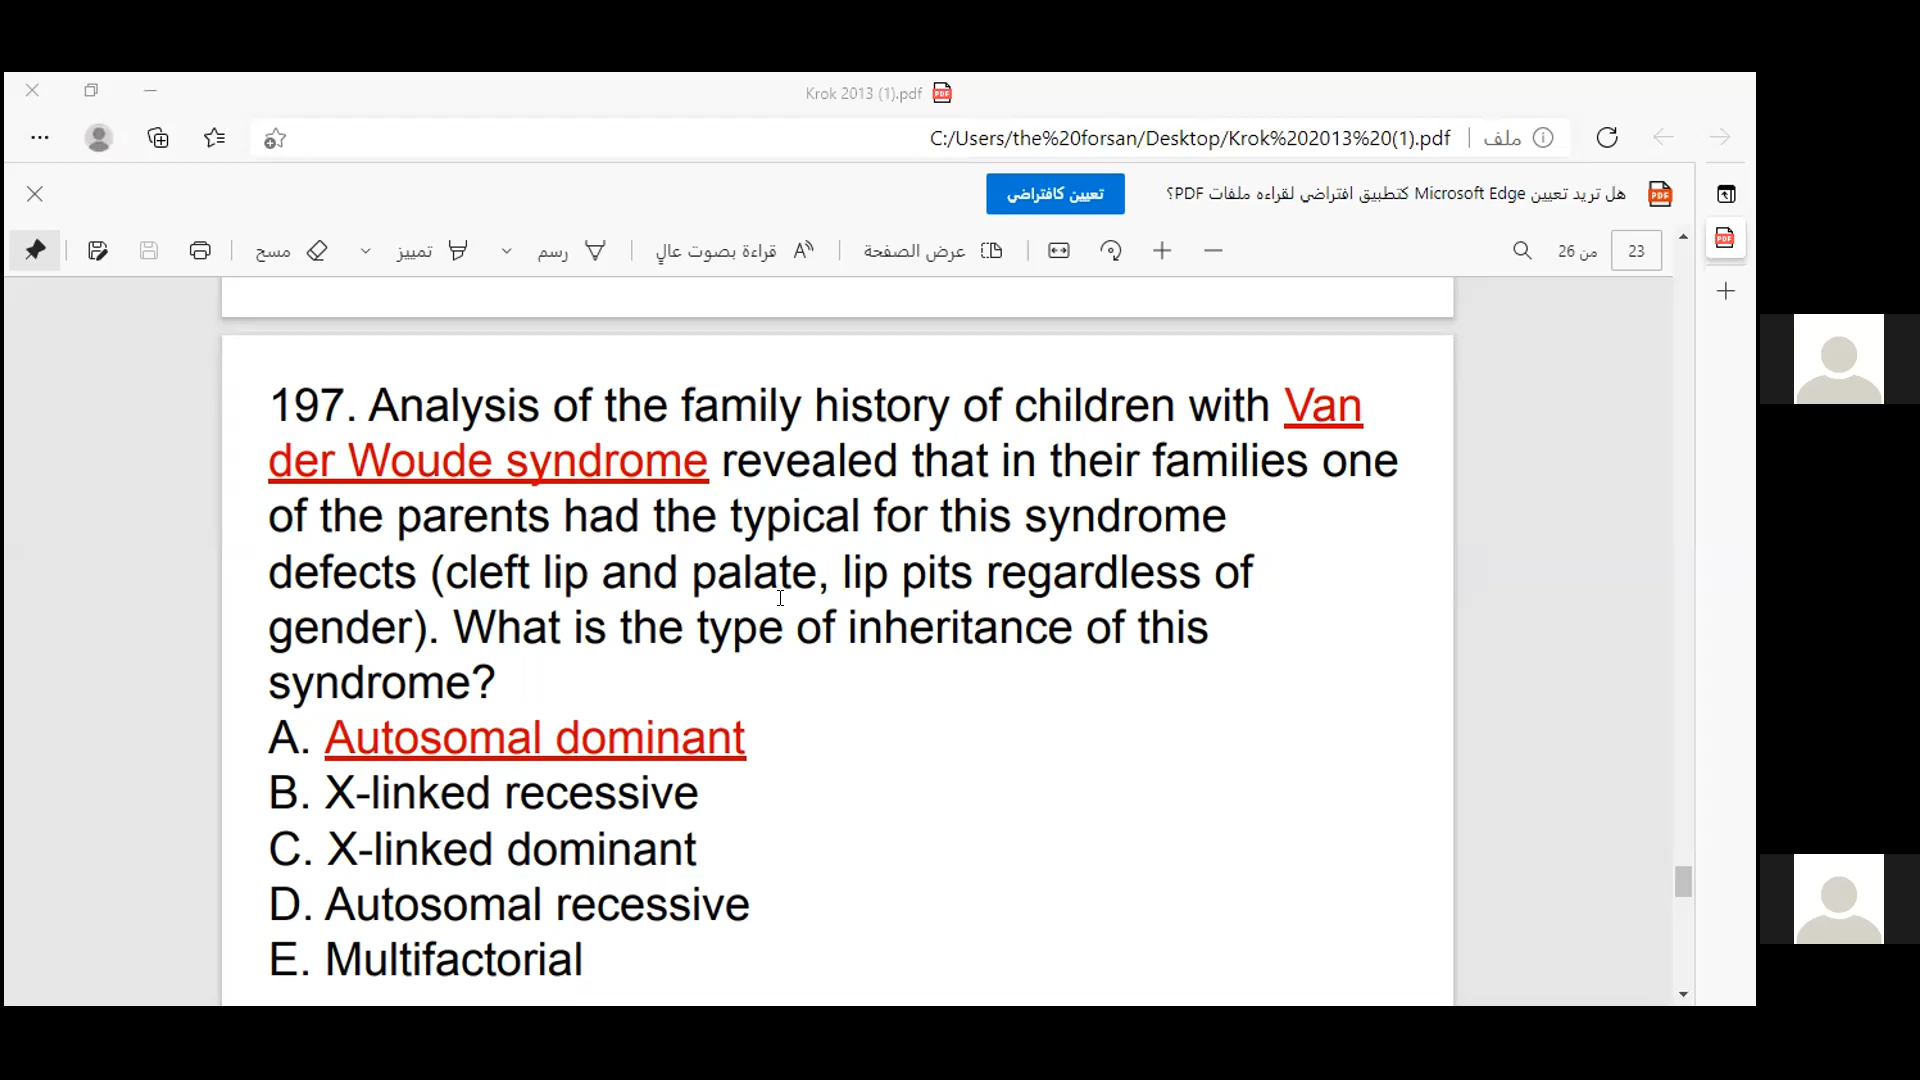 Krok 2013 (1).pdf
C:/Users/the%20forsan/Desktop/Krok%202013%20(1).pdf
ملف
هل تريد تعيين Microsoft Edge كتطبيق افتراضي لقراءه ملفات PDF؟
تعيين كافتراضي
23 من 26
عرض الصفحة
قراءة بصوت عالٍ
رسم
تمييز
مسح
197. Analysis of the family history of children with Van
der Woude syndrome revealed that in their families one
of the parents had the typical for this syndrome
defects (cleft lip and palate, lip pits regardless of
gender). What is the type of inheritance of this
syndrome?
A. Autosomal dominant
B. X-linked recessive
C. X-linked dominant
D. Autosomal recessive
E. Multifactorial